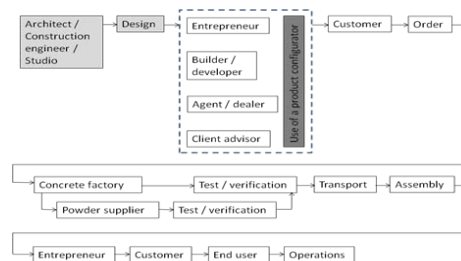 Architect /
Construction
engineer /
Studio
Design
Entrepreneur
Builder /
developer
Agent / dealer
Client advisor
Use of a product configurator
Customer
Order
Concrete factory
Test / verification
Transport
Assembly
Powder supplier
Test / verification
Entrepreneur
Customer
End user
Operations